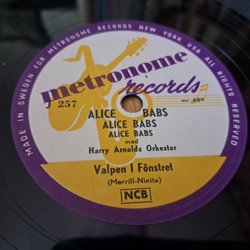 MADE IN SWEDEN FOR METRONOME RECORDS NEW YORK USA ALL RIGHTS RESERVED
metronome
records
257
ALICE BABS
ALICE BABS
ALICE BABS
med
Harry Arnolds Orkester
Valpen I Fönstret
(Merrill-Ninita)
NCB